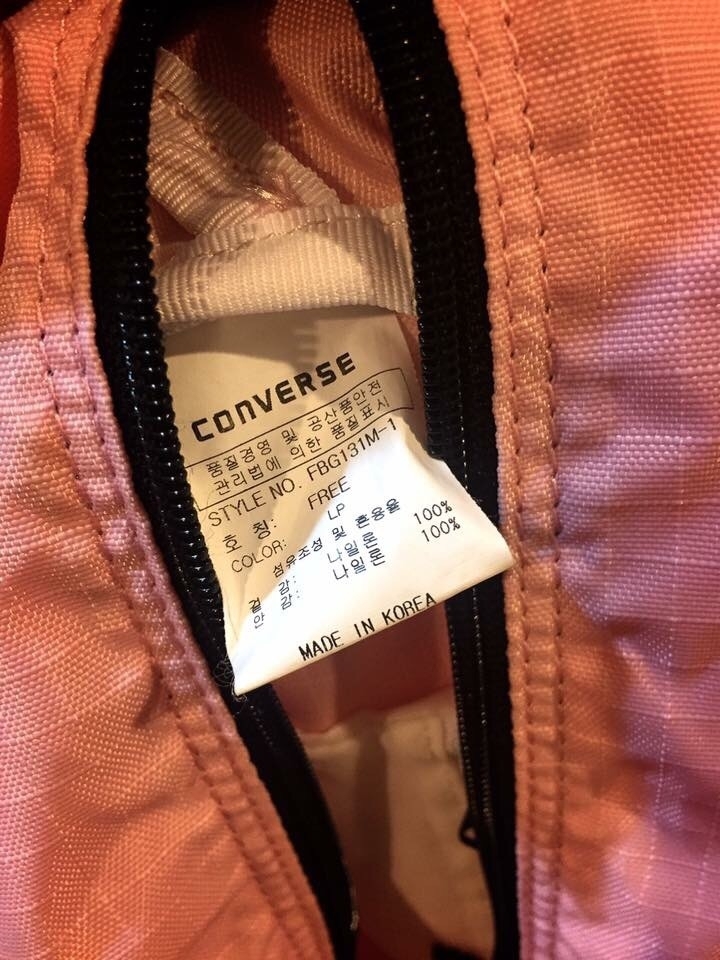 CONVERSE
품질경영 및 공산품안전
관리법에 의한 품질표시
STYLE NO. FBG131M-1
호 칭: FREE
COLOR: LP
섬유조성 및 혼용율
겉 감: 나일론 100%
안 감: 나일론 100%
MADE IN KOREA